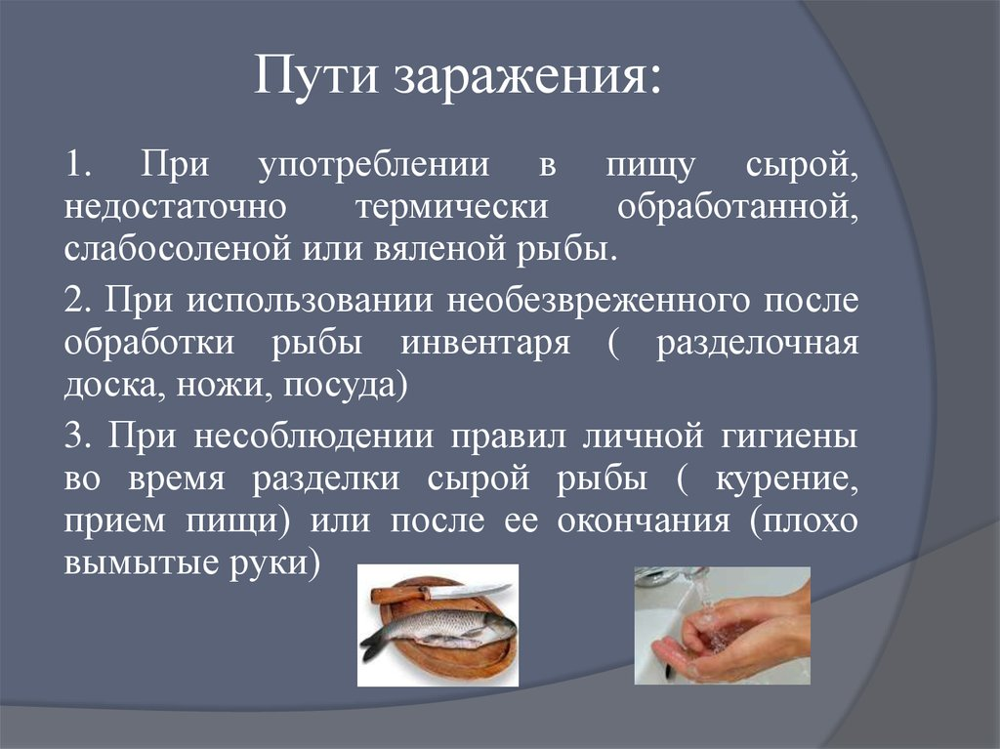 Пути заражения:
1. При употреблении в пищу сырой,
недостаточно термически обработанной,
слабосоленой или вяленой рыбы.
2. При использовании необезвреженного после
обработки рыбы инвентаря ( разделочная
доска, ножи, посуда)
3. При несоблюдении правил личной гигиены
во время разделки сырой рыбы ( курение,
прием пищи) или после ее окончания (плохо
вымытые руки)